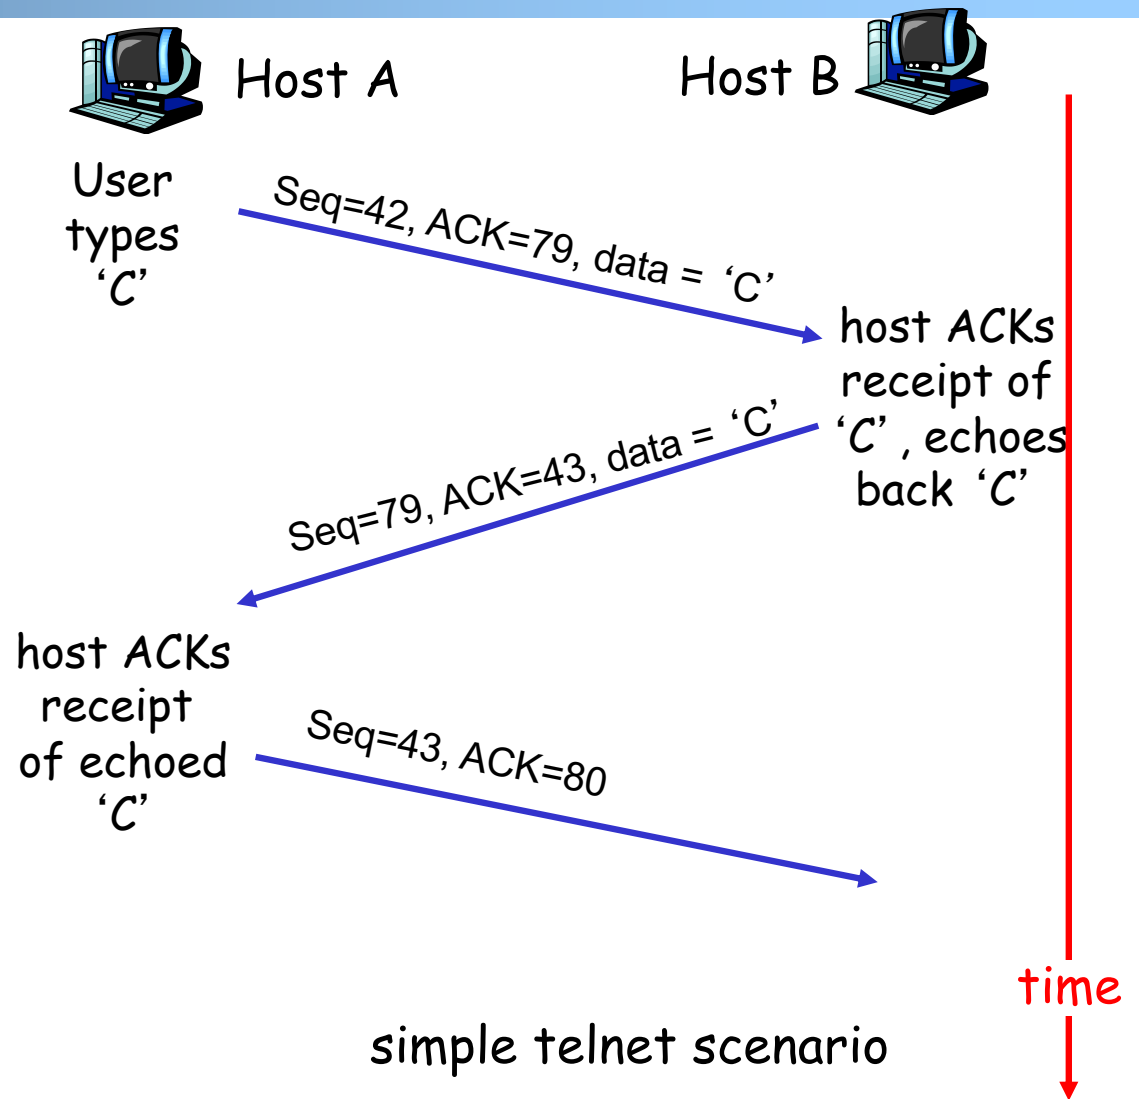 Host A
Host B
User
types
‘C’
Seq=42, ACK=79, data = ‘C’
host ACKs
receipt of
‘C’ , echoes
back ‘C’
Seq=79, ACK=43, data = ‘C’
host ACKs
receipt
of echoed
‘C’
Seq=43, ACK=80
time
simple telnet scenario